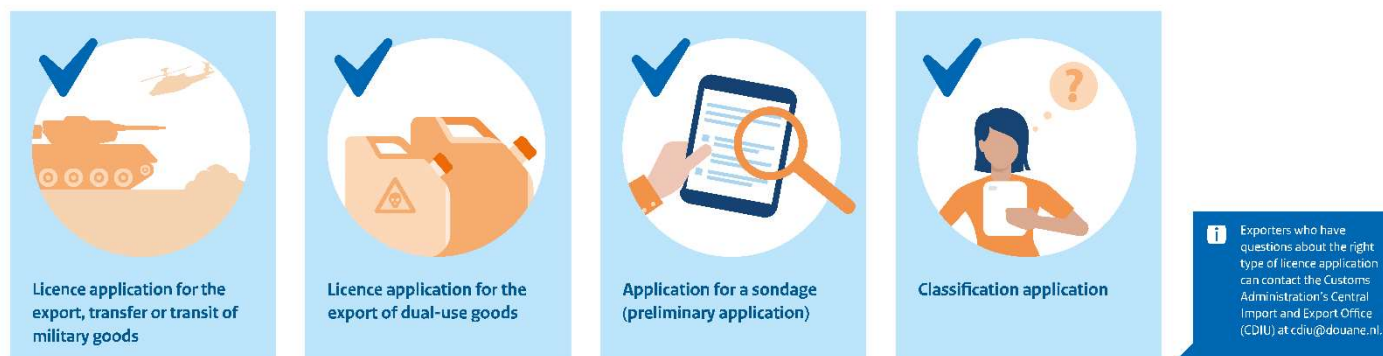 Licence application for the
export, transfer or transit of
military goods
Licence application for the
export of dual-use goods
Application for a sondage
(preliminary application)
?
Classification application
i
Exporters who have
questions about the right
type of licence application
can contact the Customs
Administration's Central
Import and Export Office
(CDIU) at cdiu@douane.nl.